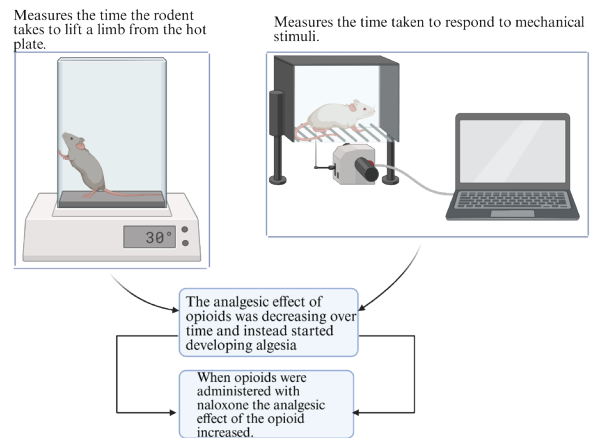 Measures the time the rodent
takes to lift a limb from the hot
plate.
Measures the time taken to respond to mechanical
stimuli.
30°
The analgesic effect of
opioids was decreasing over
time and instead started
developing algesia
When opioids were
administered with
naloxone the analgesic
effect of the opioid
increased.